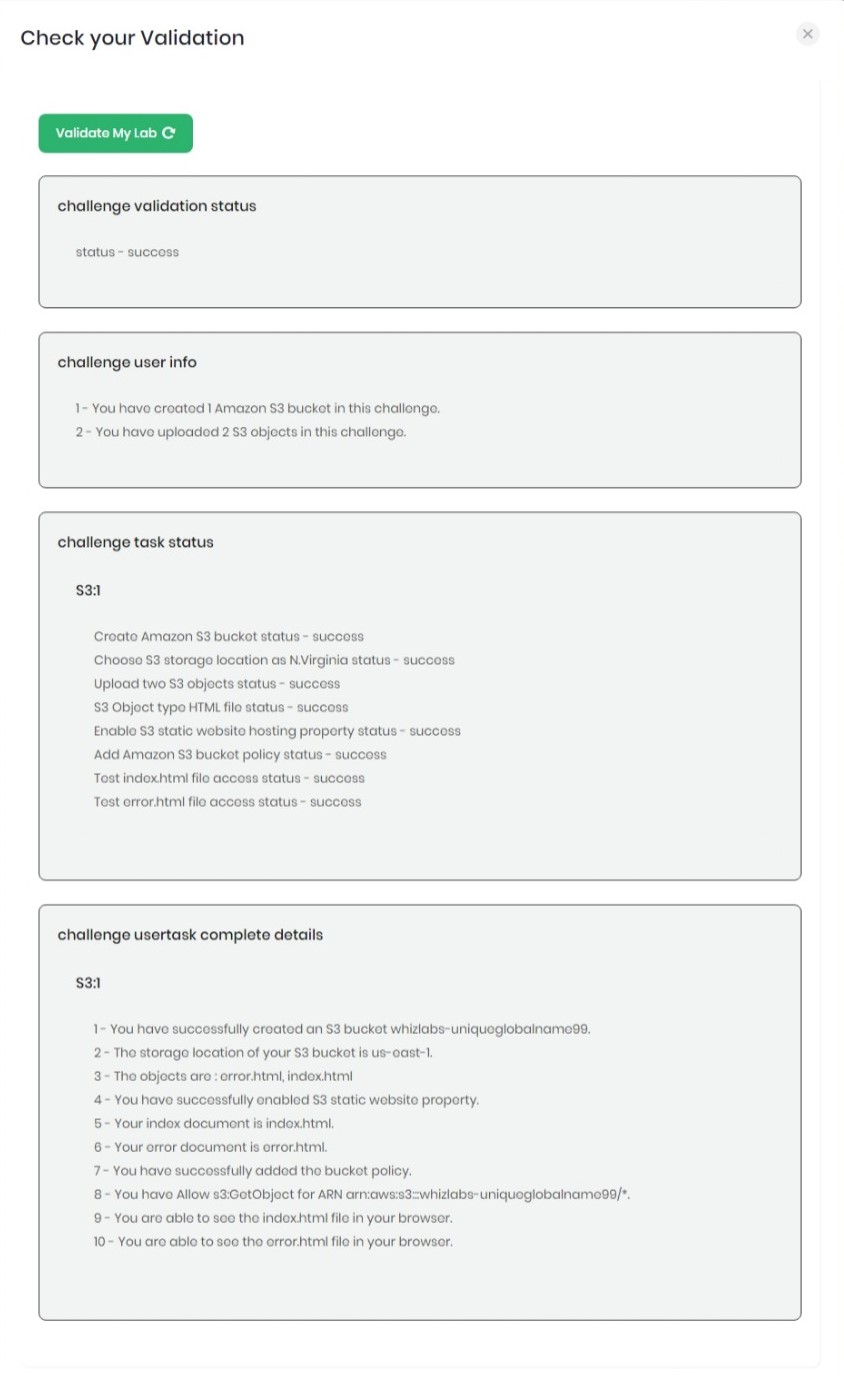 Check your Validation
Validate My Lab
challenge validation status
status - success
challenge user info
1 - You have created 1 Amazon S3 bucket in this challenge.
2 - You have uploaded 2 S3 objects in this challenge.
challenge task status
S3:1
Create Amazon S3 bucket status - success
Choose S3 storage location as N.Virginia status - success
Upload two S3 objects status - success
S3 Object type HTML file status - success
Enable S3 static website hosting property status - success
Add Amazon S3 bucket policy status - success
Test index.html file access status - success
Test error.html file access status - success
challenge usertask complete details
S3:1
1 - You have successfully created an S3 bucket whizlabs-uniqueglobalname99.
2 - The storage location of your S3 bucket is us-east-1.
3 - The objects are : error.html, index.html
4 - You have successfully enabled S3 static website property.
5 - Your index document is index.html.
6 - Your error document is error.html.
7 - You have successfully added the bucket policy.
8 - You have Allow s3:GetObject for ARN arn:aws:s3:::whizlabs-uniqueglobalname99/*.
9 - You are able to see the index.html file in your browser.
10 - You are able to see the error.html file in your browser.